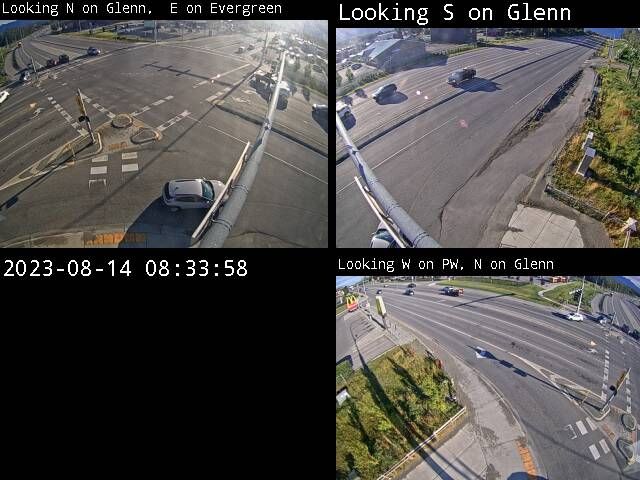 Looking N on Glenn,  E on Evergreen
Looking S on Glenn
2023-08-14 08:33:58
Looking W on PW, N on Glenn